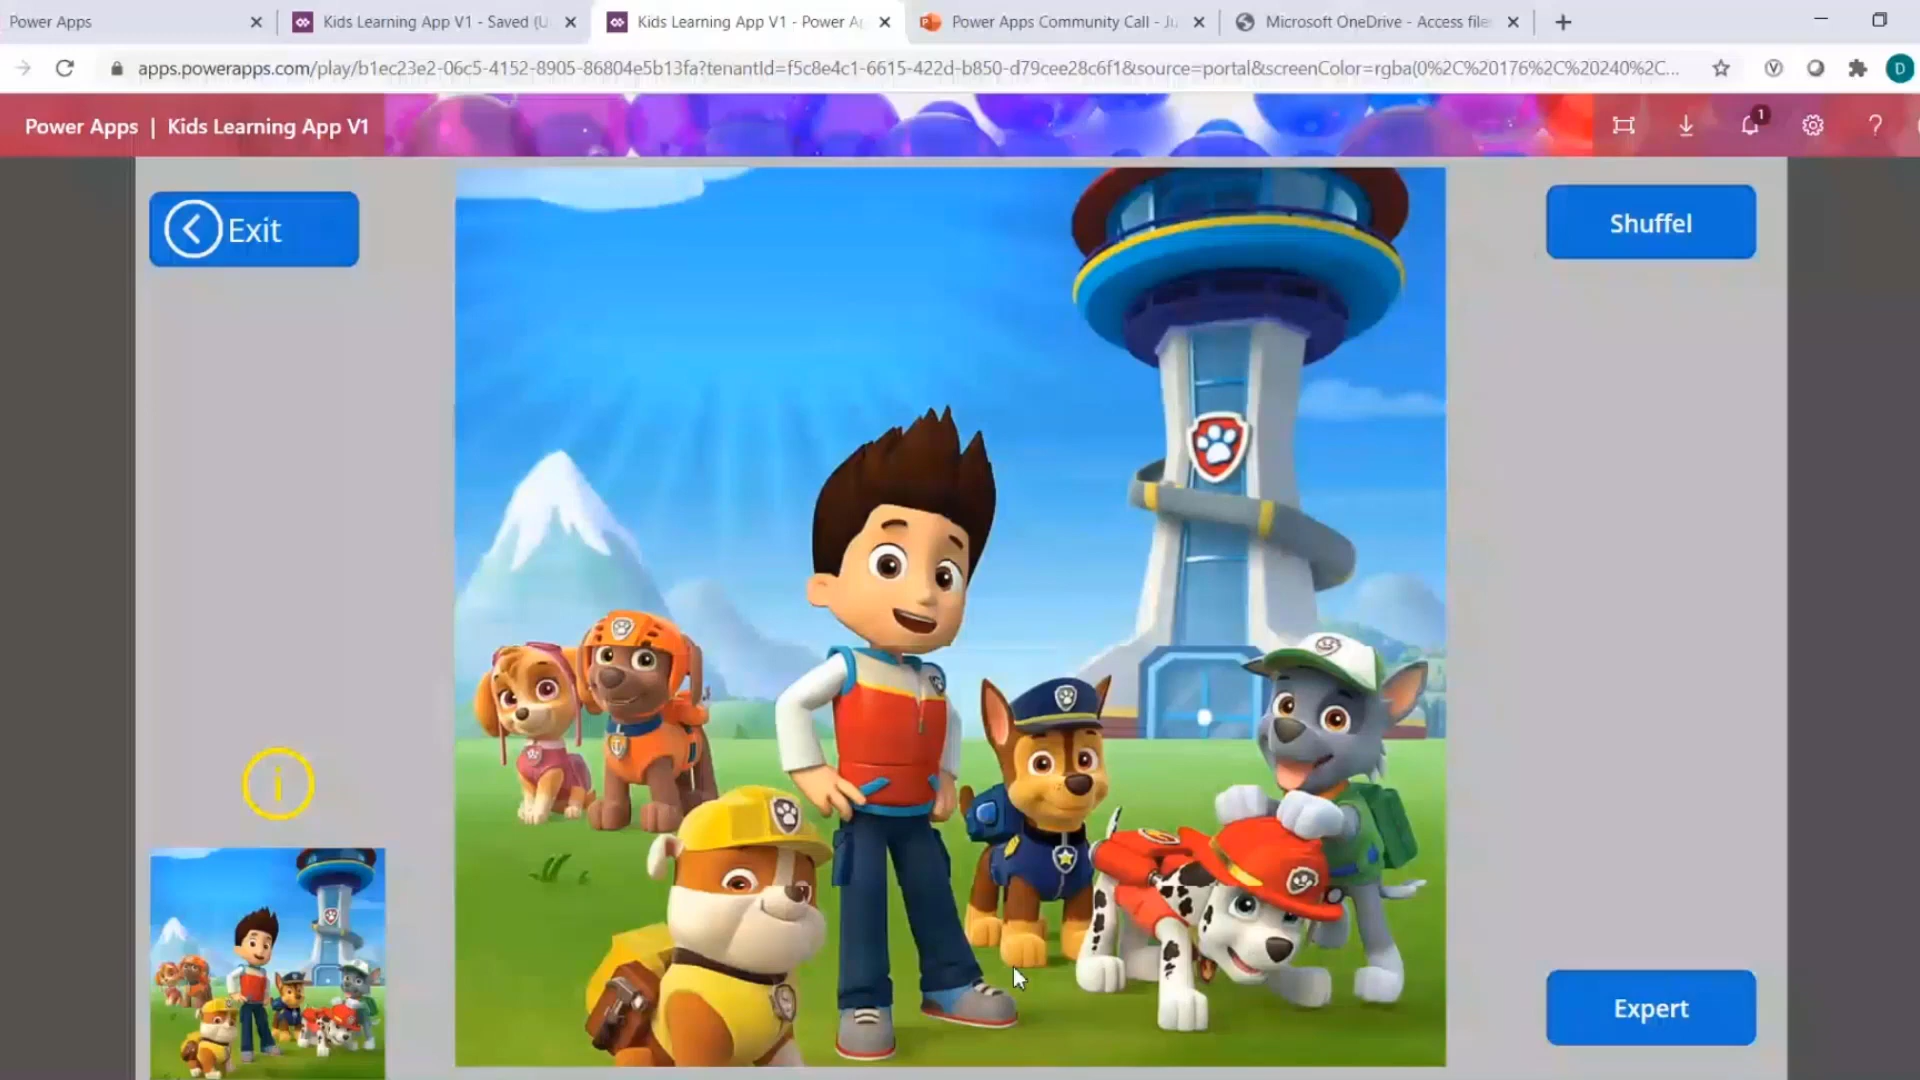 Power Apps
Kids Learning App V1 - Saved (U
Kids Learning App V1 - Power A
Power Apps Community Call - Ju
Microsoft OneDrive - Access file
apps.powerapps.com/play/b1ec23e2-06c5-4152-8905-86804e5b13fa?tenantId=f5c8e4c1-6615-422d-b850-d79cee28c6f1&source=portal&screenColor=rgba(0%2C%20176%2C%20240%2C...
D
Power Apps | Kids Learning App V1
1
Exit
Shuffel
Expert